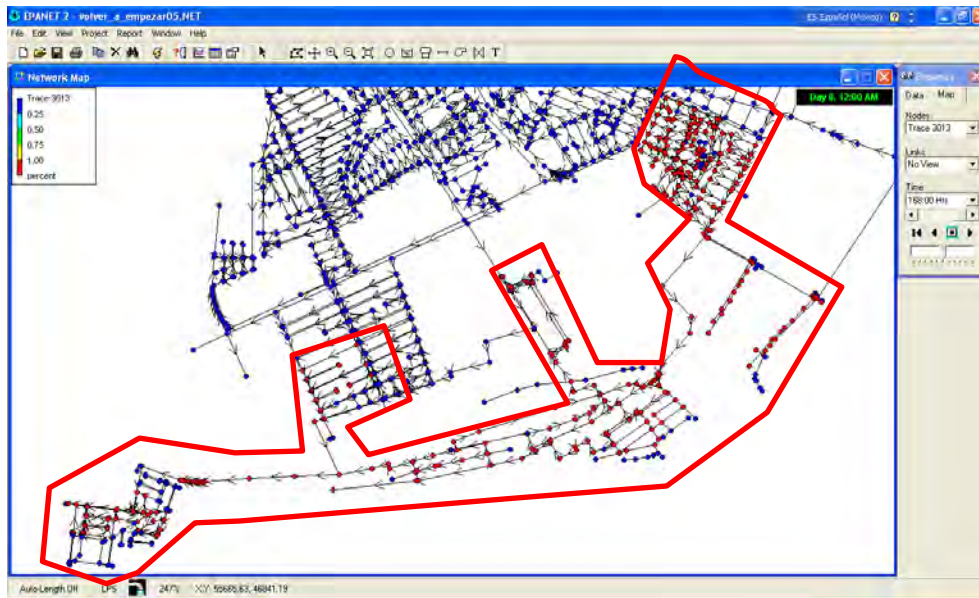 EPANET 2 - volver_a_empezar05.NET
ES Español (México)
File Edit View Project Report Window Help
Network Map
Trace 3013
0.25
0.50
0.75
1.00
percent
Day 0, 12:00 AM
Data Map
Nodes
Trace 3013
Links
No View
Time
168:00 Hrs
Auto-Length Off LPS 247% X,Y: 55665.63, 46841.19